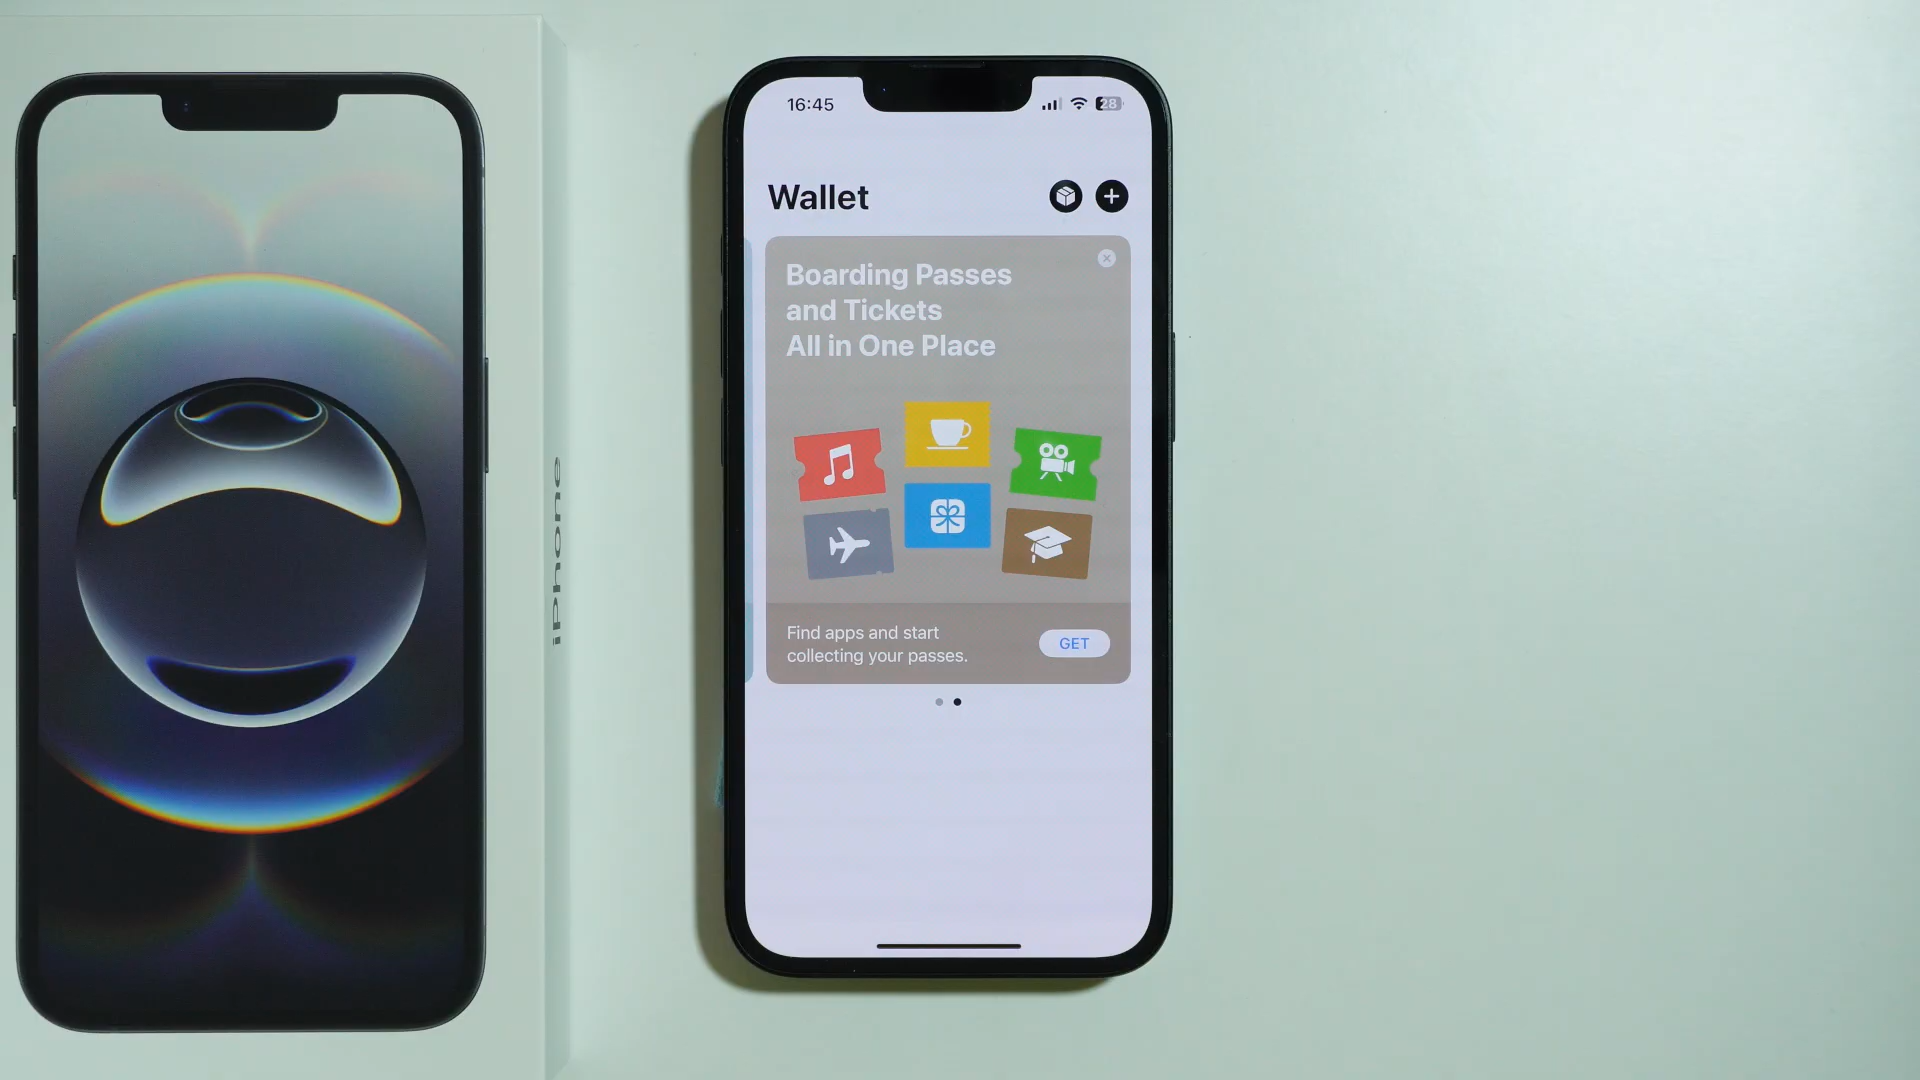 iPhone
16:45
28
Wallet
Boarding Passes
and Tickets
All in One Place
Find apps and start
collecting your passes.
GET